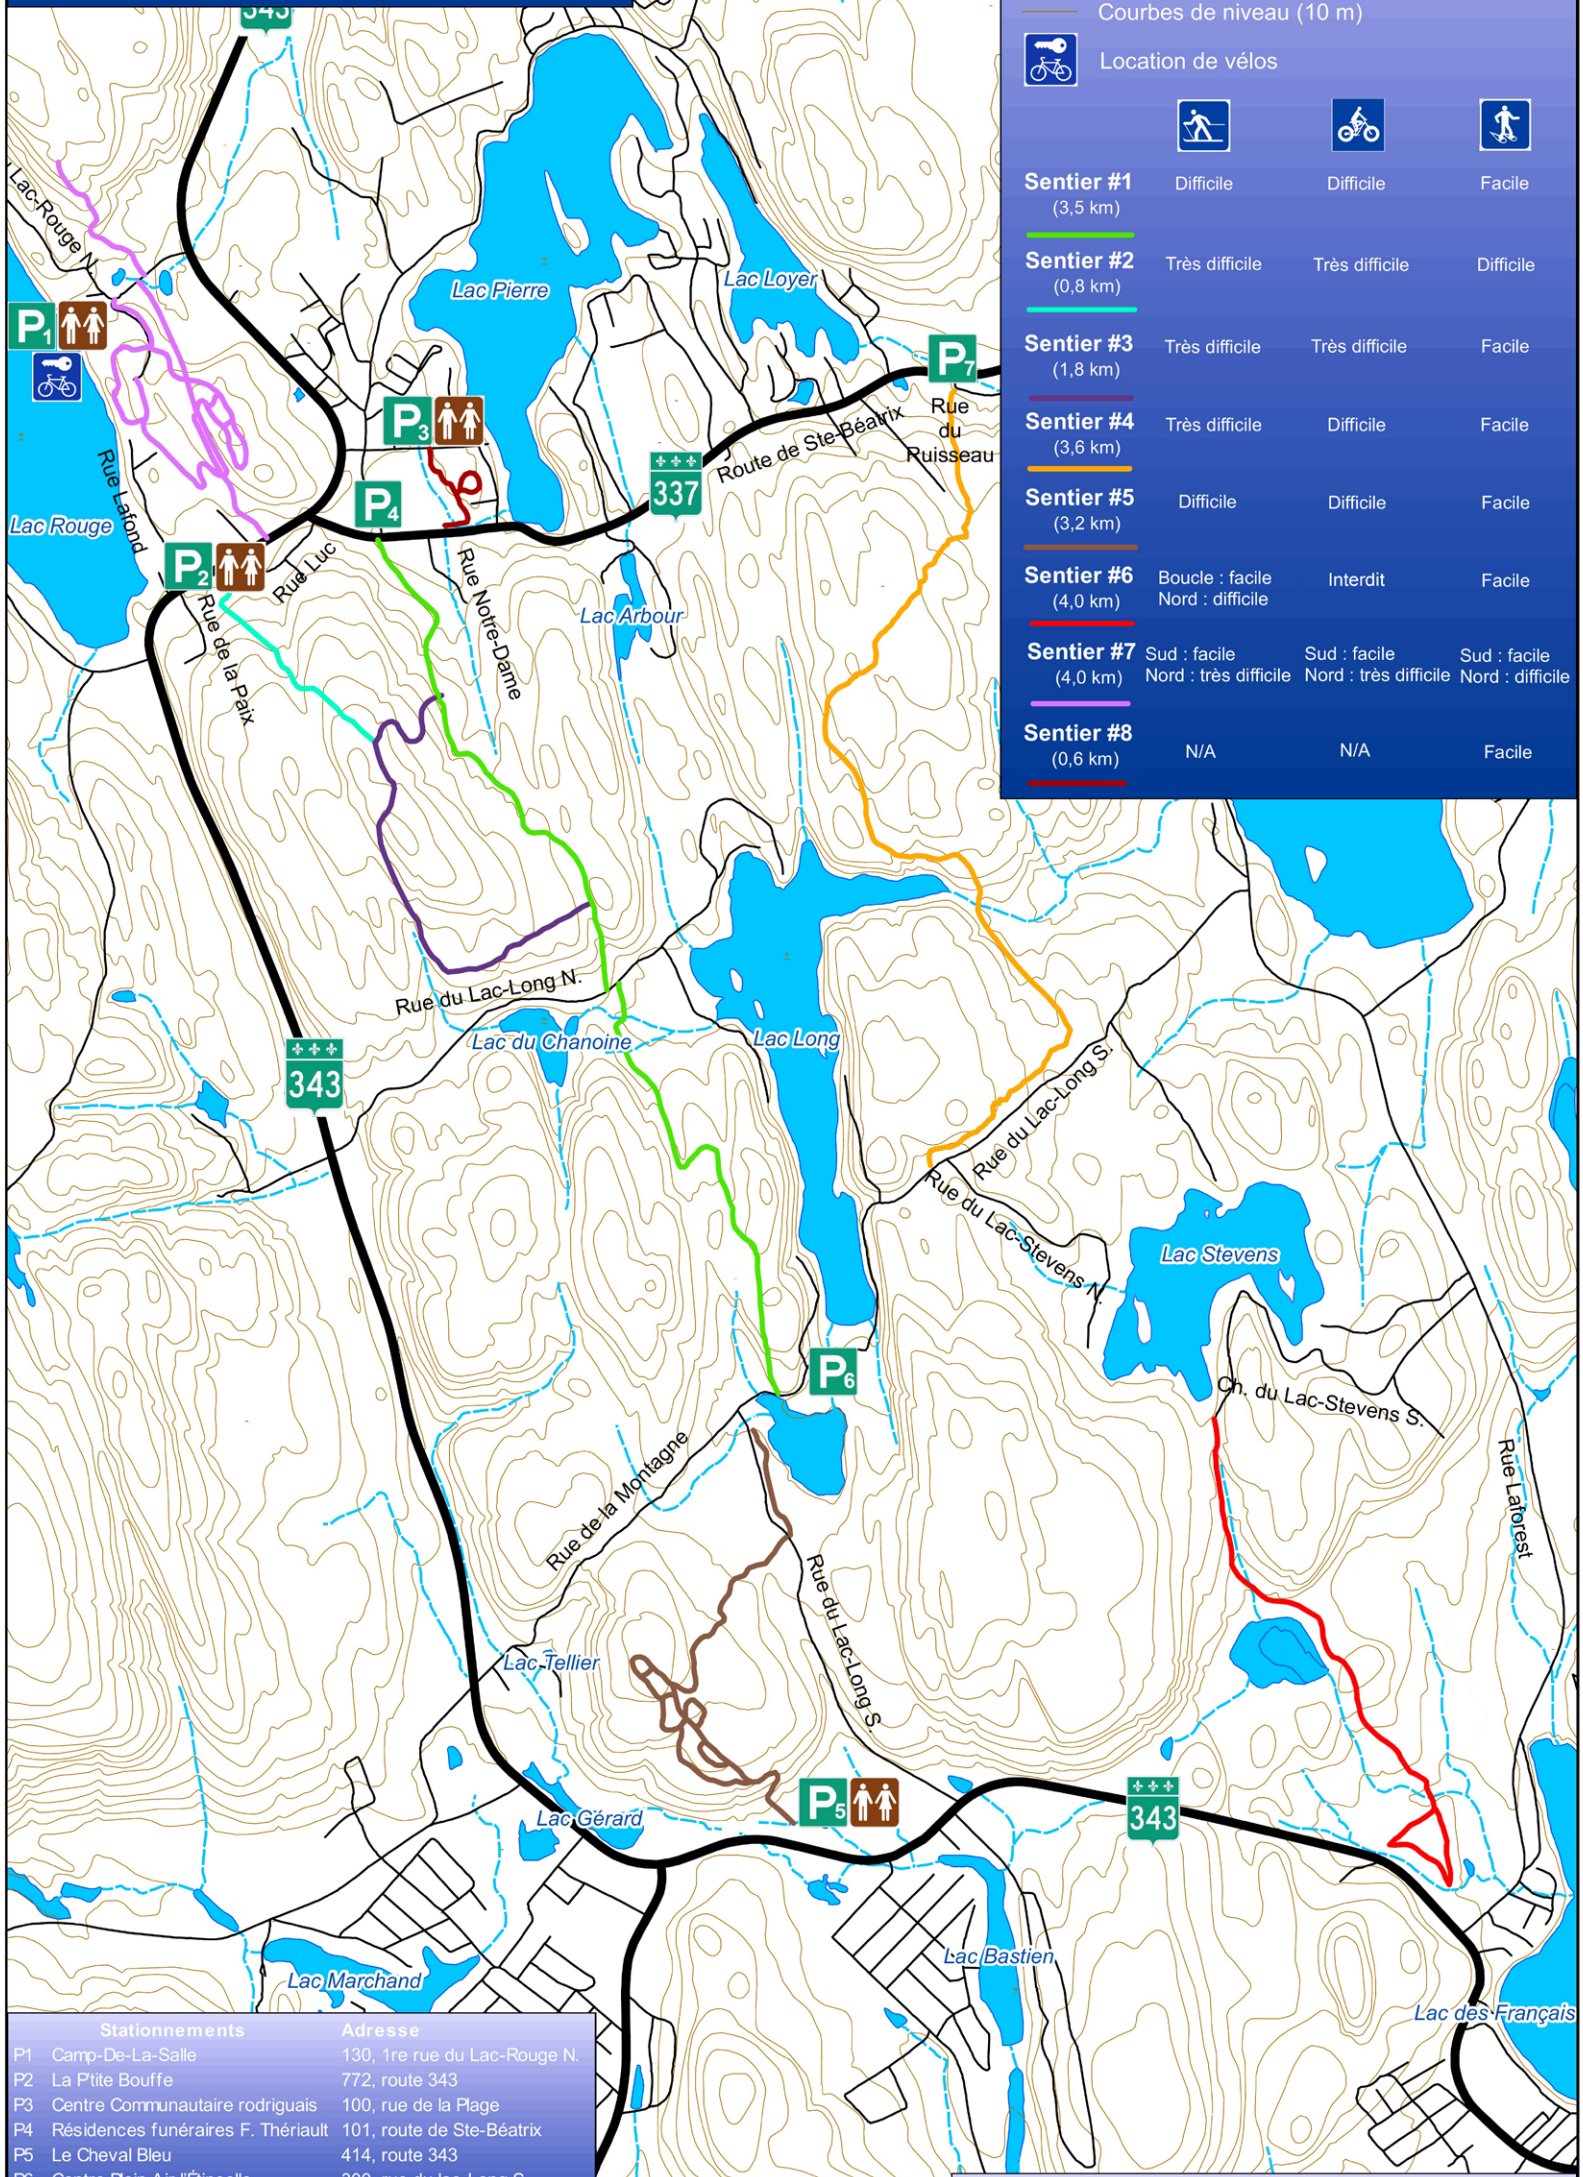 343
Courbes de niveau (10 m)
Location de vélos
Sentier #1 Difficile Difficile Facile
(3,5 km)
Sentier #2 Très difficile Très difficile Difficile
(0,8 km)
Sentier #3 Très difficile Très difficile Facile
(1,8 km)
Sentier #4 Très difficile Difficile Facile
(3,6 km)
Sentier #5 Difficile Difficile Facile
(3,2 km)
Sentier #6 Boucle : facile Interdit Facile
(4,0 km) Nord : difficile
Sentier #7 Sud : facile Sud : facile Sud : facile
(4,0 km) Nord : très difficile Nord : très difficile Nord : difficile
Sentier #8 N/A N/A Facile
(0,6 km)
Lac-Rouge N.
Lac Pierre
Lac Loyer
P1
P7
Rue
du
Ruisseau
P3
Route de Ste-Béatrix
337
P4
Rue Lafond
Lac Rouge
P2
Rue Luc
Rue Notre-Dame
Lac Arbour
Rue de la Paix
Rue du Lac-Long N.
Lac du Chanoine
Lac Long
343
Rue du Lac-Long S.
Rue du Lac-Stevens N.
Lac Stevens
P6
Ch. du Lac-Stevens S.
Rue de la Montagne
Rue Laforest
Rue du Lac-Long S.
Lac Tellier
P5
343
Lac Gérard
Lac Bastien
Lac Marchand
Lac des Français
Stationnements Adresse
P1 Camp-De-La-Salle 130, 1re rue du Lac-Rouge N.
P2 La P'tite Bouffe 772, route 343
P3 Centre Communautaire rodriguais 100, rue de la Plage
P4 Résidences funéraires F. Thériault 101, route de Ste-Béatrix
P5 Le Cheval Bleu 414, route 343